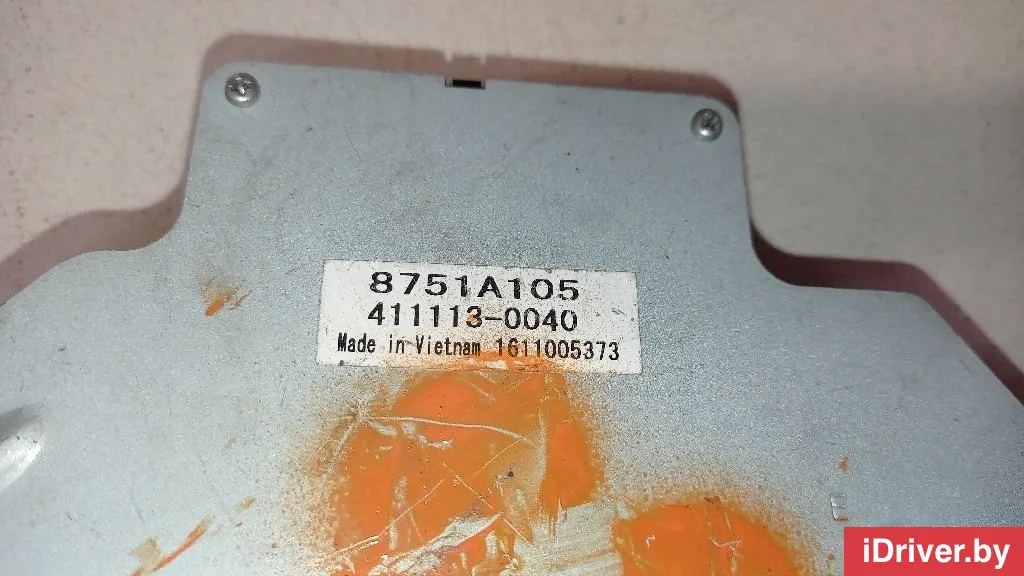 8751A105
411113-0040
Made in Vietnam 1611005373
iDriver.by